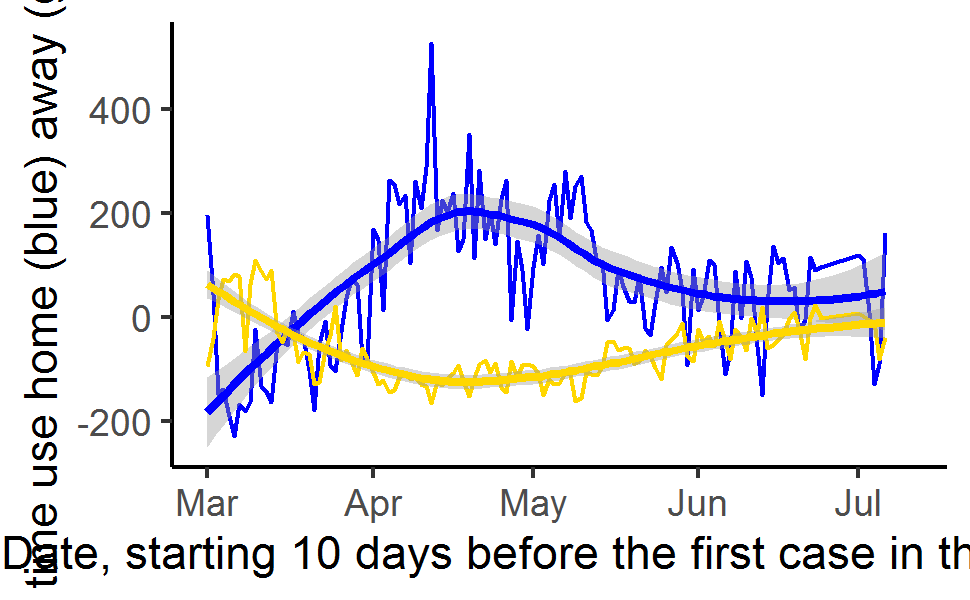 time use home (blue) away (
400
200
0
-200
Mar Apr May Jun Jul
Date, starting 10 days before the first case in th